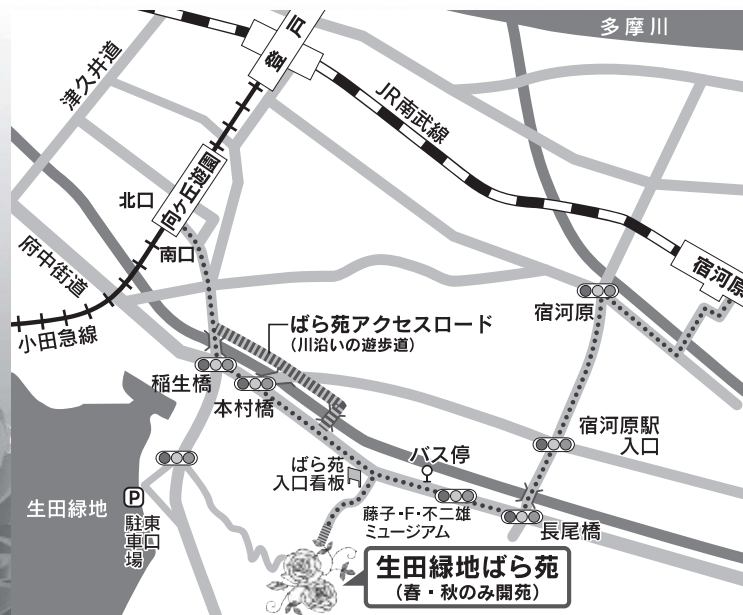 多摩川
登戸
津久井道
JR南武線
向ヶ丘遊園
北口
南口
府中街道
小田急線
宿河原
宿河原
ばら苑アクセスロード
(川沿いの遊歩道)
稲生橋
本村橋
宿河原駅
入口
ばら苑
入口看板
バス停
藤子・F・不二雄
ミュージアム
長尾橋
生田緑地
P
東口
駐車場
生田緑地ばら苑
(春・秋のみ開苑)